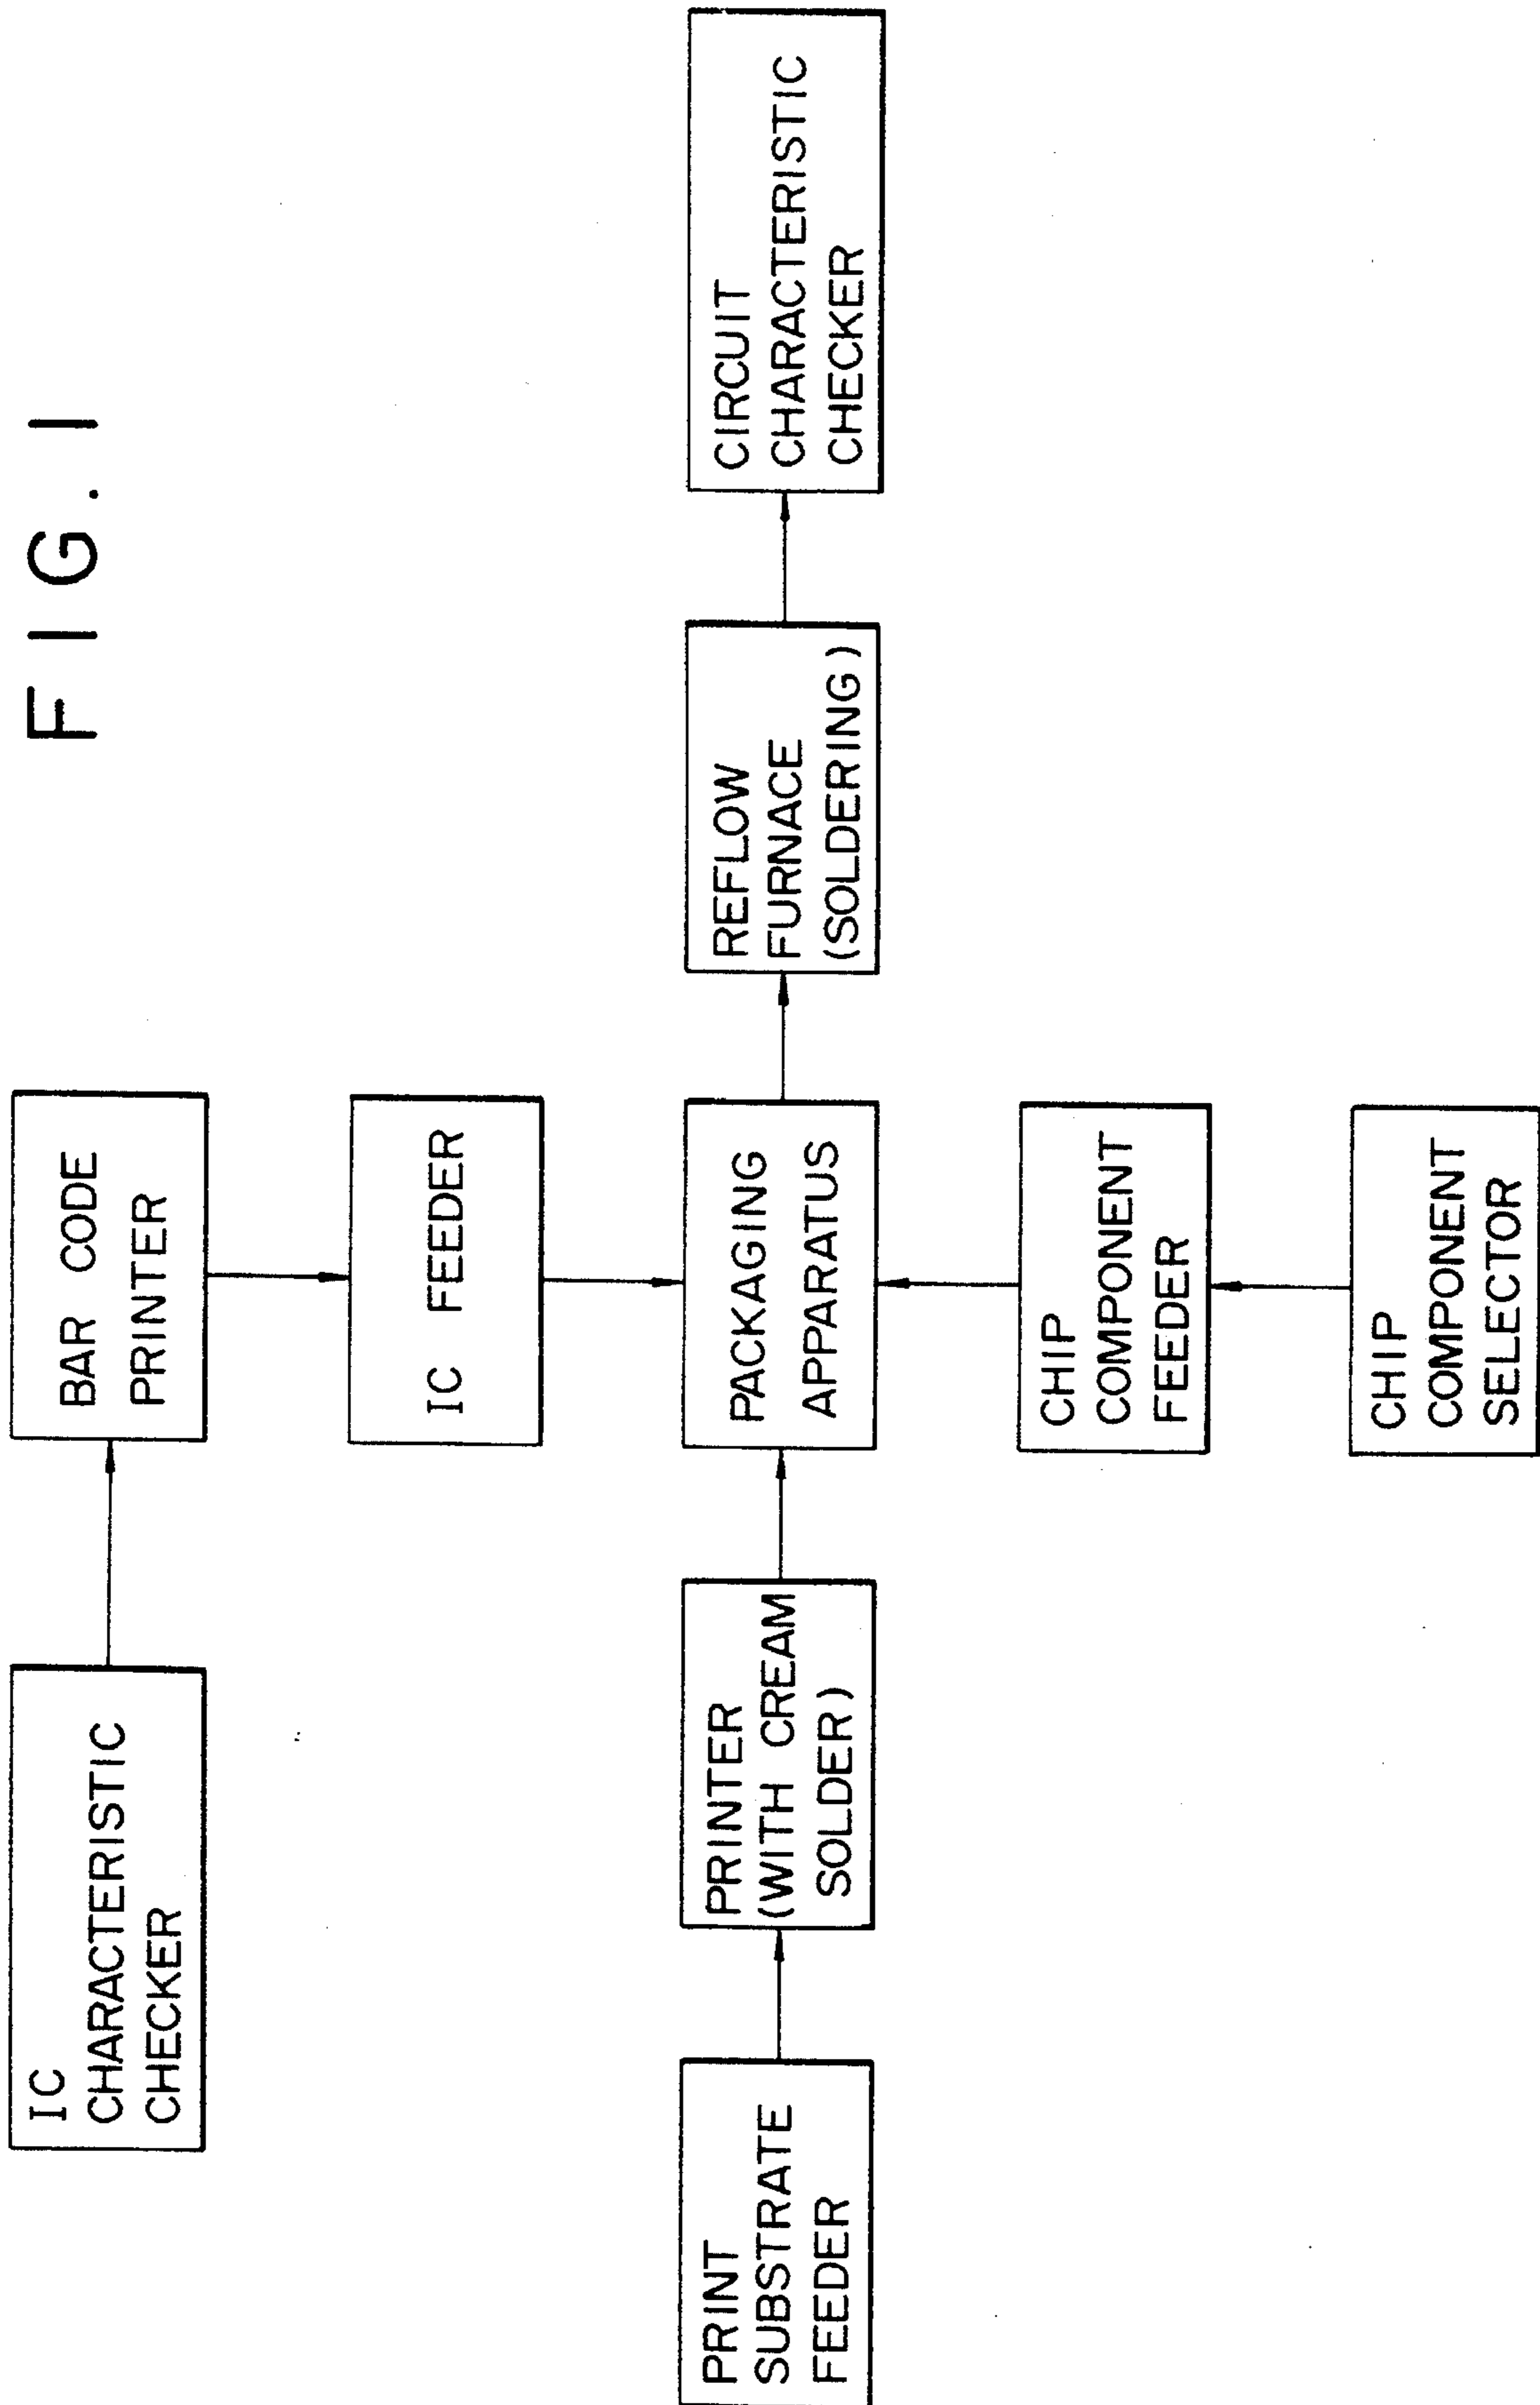 FIG. 1
IC
CHARACTERISTIC
CHECKER
BAR CODE
PRINTER
IC FEEDER
PRINT
SUBSTRATE
FEEDER
PRINTER
(WITH CREAM
SOLDER)
PACKAGING
APPARATUS
REFLOW
FURNACE
(SOLDERING)
CIRCUIT
CHARACTERISTIC
CHECKER
CHIP
COMPONENT
FEEDER
CHIP
COMPONENT
SELECTOR